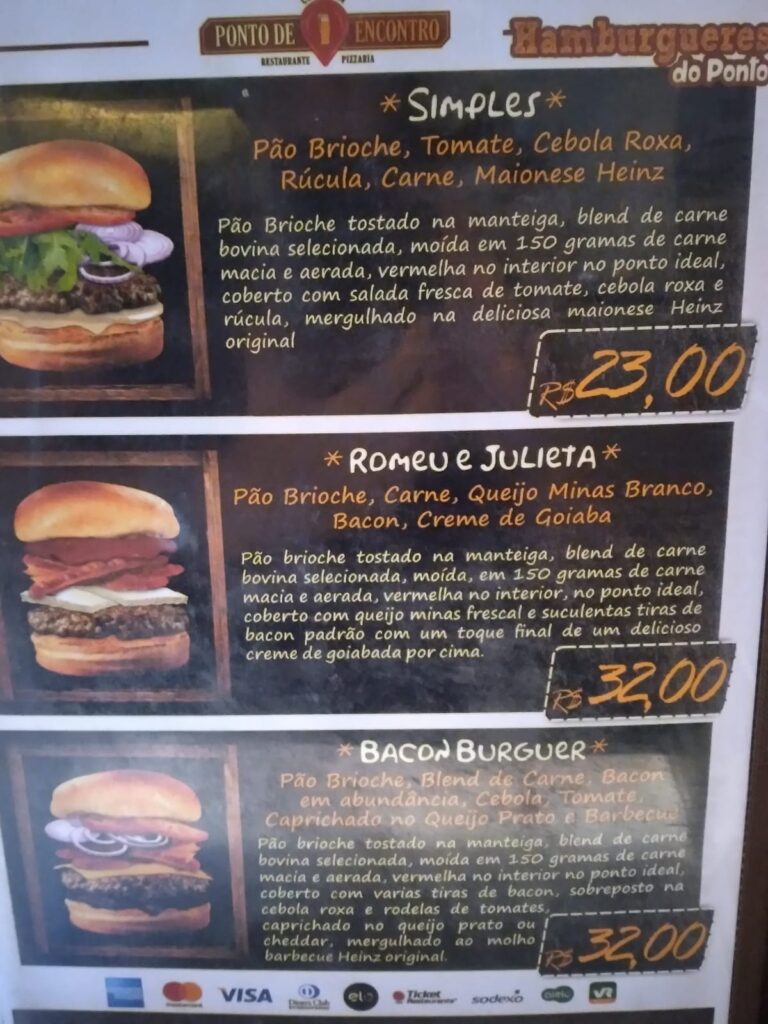 PONTO DE ENCONTRO
RESTAURANTE PIZZARIA
Hamburgueres
do Ponto
*Simples*
Pão Brioche, Tomate, Cebola Roxa,
Rúcula, Carne, Maionese Heinz
Pão Brioche tostado na manteiga, blend de carne
bovina selecionada, moída em 150 gramas de carne
macia e aerada, vermelha no interior no ponto ideal,
coberto com salada fresca de tomate, cebola roxa e
rúcula, mergulhado na deliciosa maionese Heinz
original
R$ 23,00
*Romeu e Julieta*
Pão Brioche, Carne, Queijo Minas Branco,
Bacon, Creme de Goiaba
Pão brioche tostado na manteiga, blend de carne
bovina selecionada, moída, em 150 gramas de carne
macia e aerada, vermelha no interior, no ponto ideal,
coberto com queijo minas frescal e suculentas tiras de
bacon padrão com um toque final de um delicioso
creme de goiabada por cima.
R$ 32,00
*Bacon Burguer*
Pão Brioche, Blend de Carne, Bacon
em abundância, Cebola, Tomate,
Caprichado no Queijo Prato e Barbecue
Pão brioche tostado na manteiga, blend de carne
bovina selecionada, moída em 150 gramas de carne
macia e aerada, vermelha no interior no ponto ideal,
coberto com varias tiras de bacon, sobreposto na
cebola roxa e rodelas de tomates,
caprichado no queijo prato ou
cheddar, mergulhado ao molho
barbecue Heinz original.
R$ 32,00
mastercard VISA Diners Club elo Ticket Restaurante sodexo VR